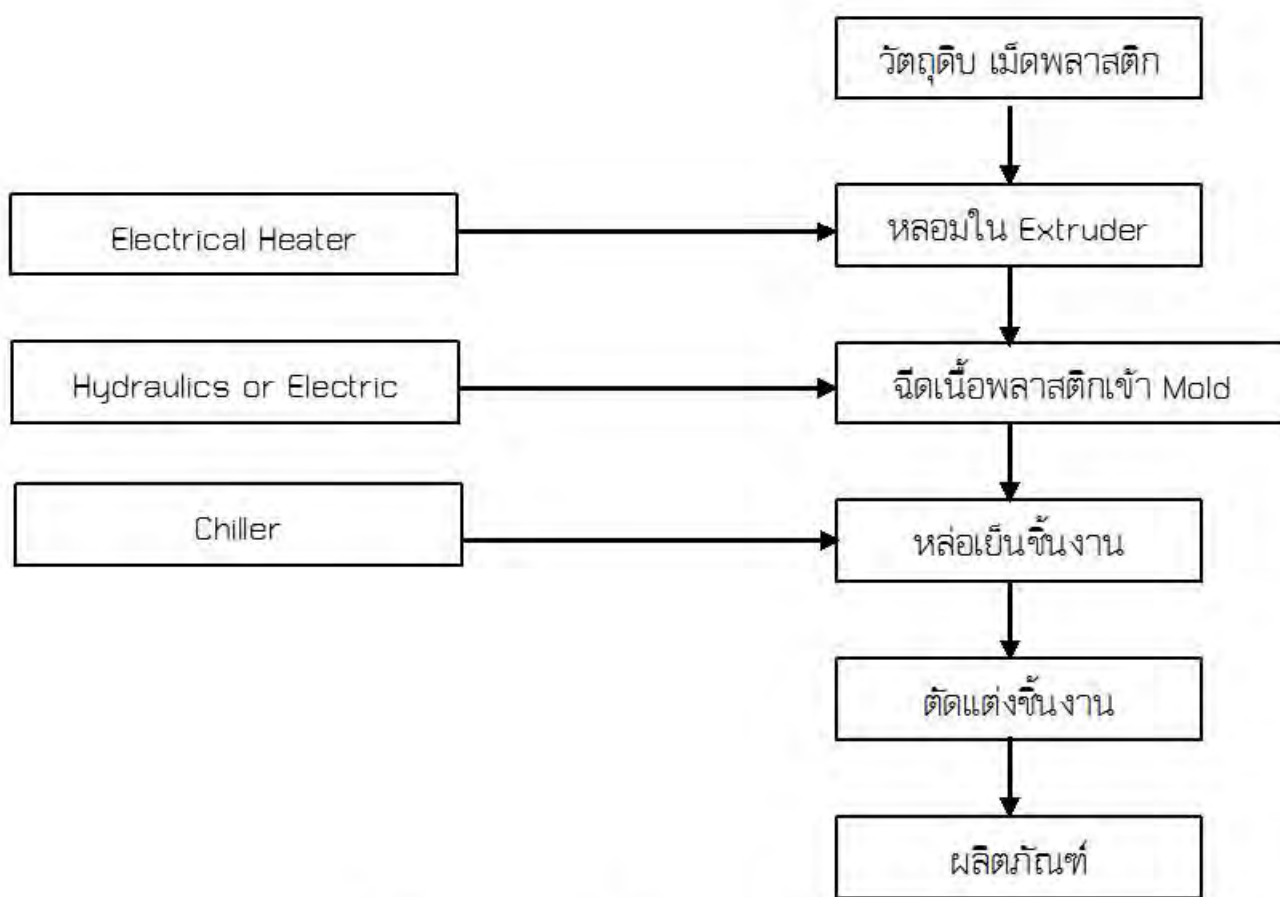 วัตถุดิบ เม็ดพลาสติก
Electrical Heater
หลอมใน Extruder
Hydraulics or Electric
ฉีดเนื้อพลาสติกเข้า Mold
Chiller
หล่อเย็นชิ้นงาน
ตัดแต่งชิ้นงาน
ผลิตภัณฑ์